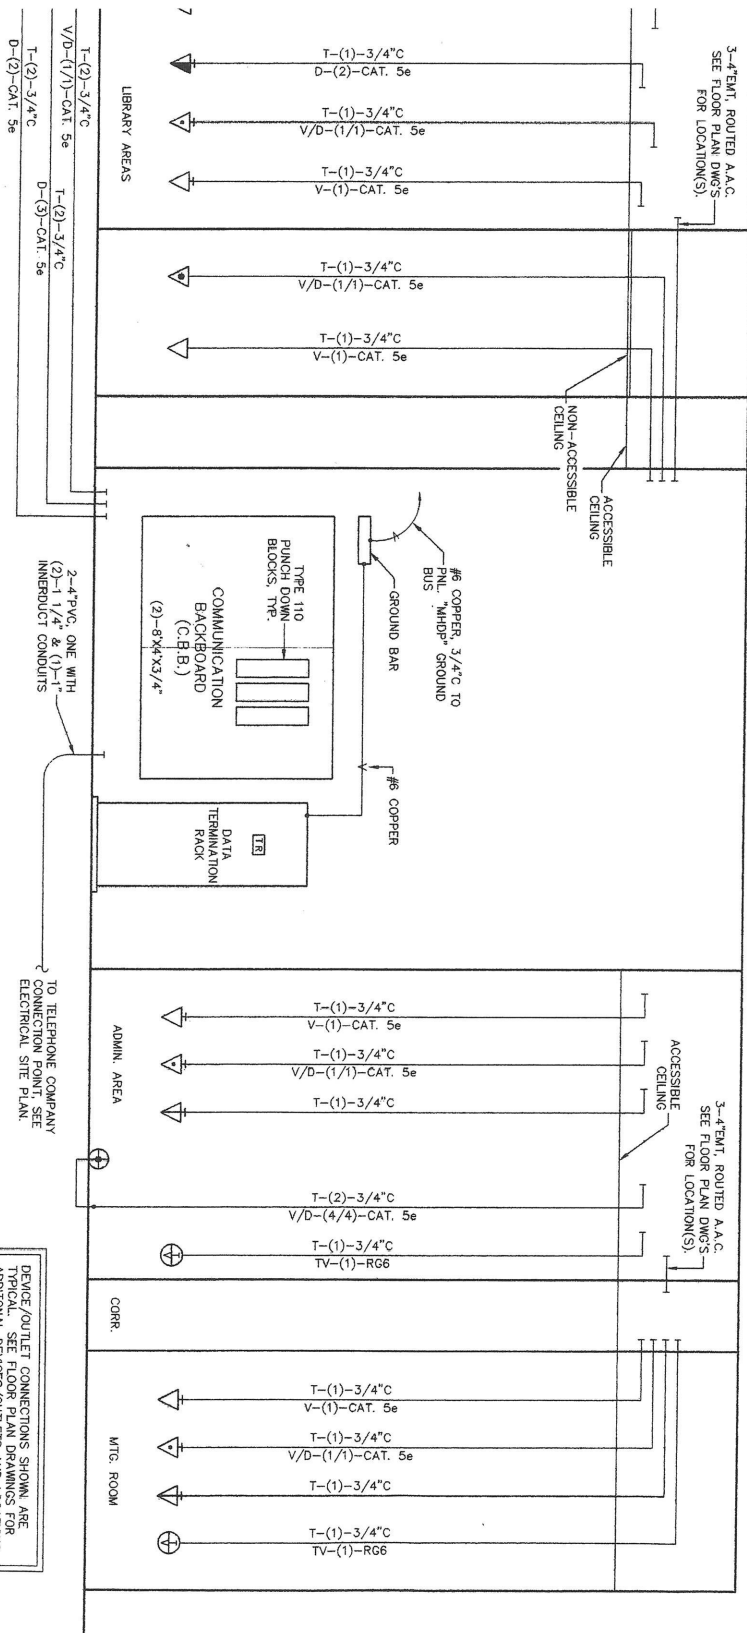 3-4"EMT, ROUTED A.A.C.
SEE FLOOR PLAN DWG'S
FOR LOCATION(S).
T-(1)-3/4"C
D-(2)-CAT. 5e
T-(1)-3/4"C
V/D-(1/1)-CAT. 5e
T-(1)-3/4"C
V-(1)-CAT. 5e
LIBRARY AREAS
T-(1)-3/4"C
V/D-(1/1)-CAT. 5e
T-(1)-3/4"C
V-(1)-CAT. 5e
NON-ACCESSIBLE
CEILING
ACCESSIBLE
CEILING
T-(2)-3/4"C
V/D-(1/1)-CAT. 5e
T-(2)-3/4"C
D-(3)-CAT. 5e
T-(2)-3/4"C
D-(2)-CAT. 5e
#6 COPPER, 3/4"C TO
PNL. "MHDP" GROUND
BUS
GROUND BAR
TYPE 110
PUNCH DOWN
BLOCKS, TYP.
COMMUNICATION
BACKBOARD
(C.B.B.)
(2)-8'X4'X3/4"
#6 COPPER
TR
DATA
TERMINATION
RACK
2-4"PVC, ONE WITH
(2)-1 1/4" & (1)-1"
INNERDUCT CONDUITS
TO TELEPHONE COMPANY
CONNECTION POINT, SEE
ELECTRICAL SITE PLAN.
ACCESSIBLE
CEILING
3-4"EMT, ROUTED A.A.C.
SEE FLOOR PLAN DWG'S
FOR LOCATION(S).
T-(1)-3/4"C
V-(1)-CAT. 5e
T-(1)-3/4"C
V/D-(1/1)-CAT. 5e
T-(1)-3/4"C
T-(2)-3/4"C
V/D-(4/4)-CAT. 5e
T-(1)-3/4"C
TV-(1)-RG6
ADMIN. AREA
CORR.
T-(1)-3/4"C
V-(1)-CAT. 5e
T-(1)-3/4"C
V/D-(1/1)-CAT. 5e
T-(1)-3/4"C
T-(1)-3/4"C
TV-(1)-RG6
MTG. ROOM
DEVICE/OUTLET CONNECTIONS SHOWN ARE
TYPICAL. SEE FLOOR PLAN DRAWINGS FOR